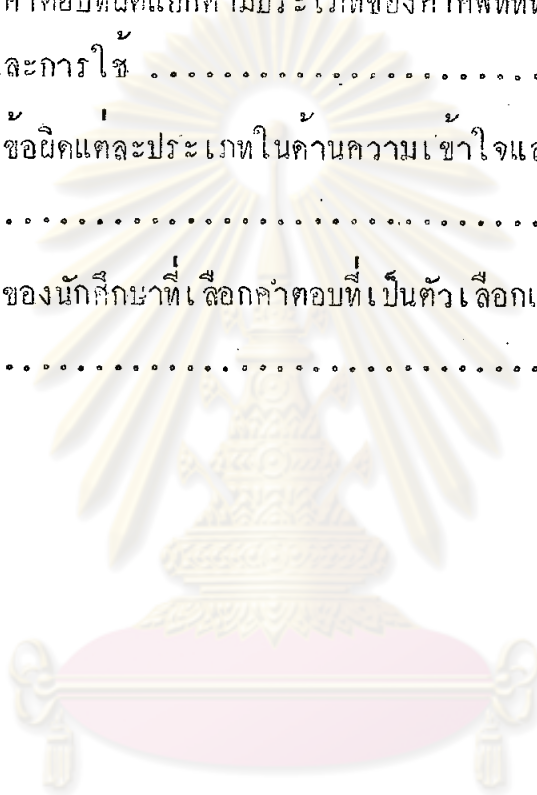 คำตอบที่ผิดแยกตามประเภทของคำศัพท์ที่
ละการใช้ ..............................
ข้อผิดแต่ละประเภทในด้านความเข้าใจแล
..............................
ของนักศึกษาที่เลือกคำตอบที่เป็นตัวเลือกเ
..............................